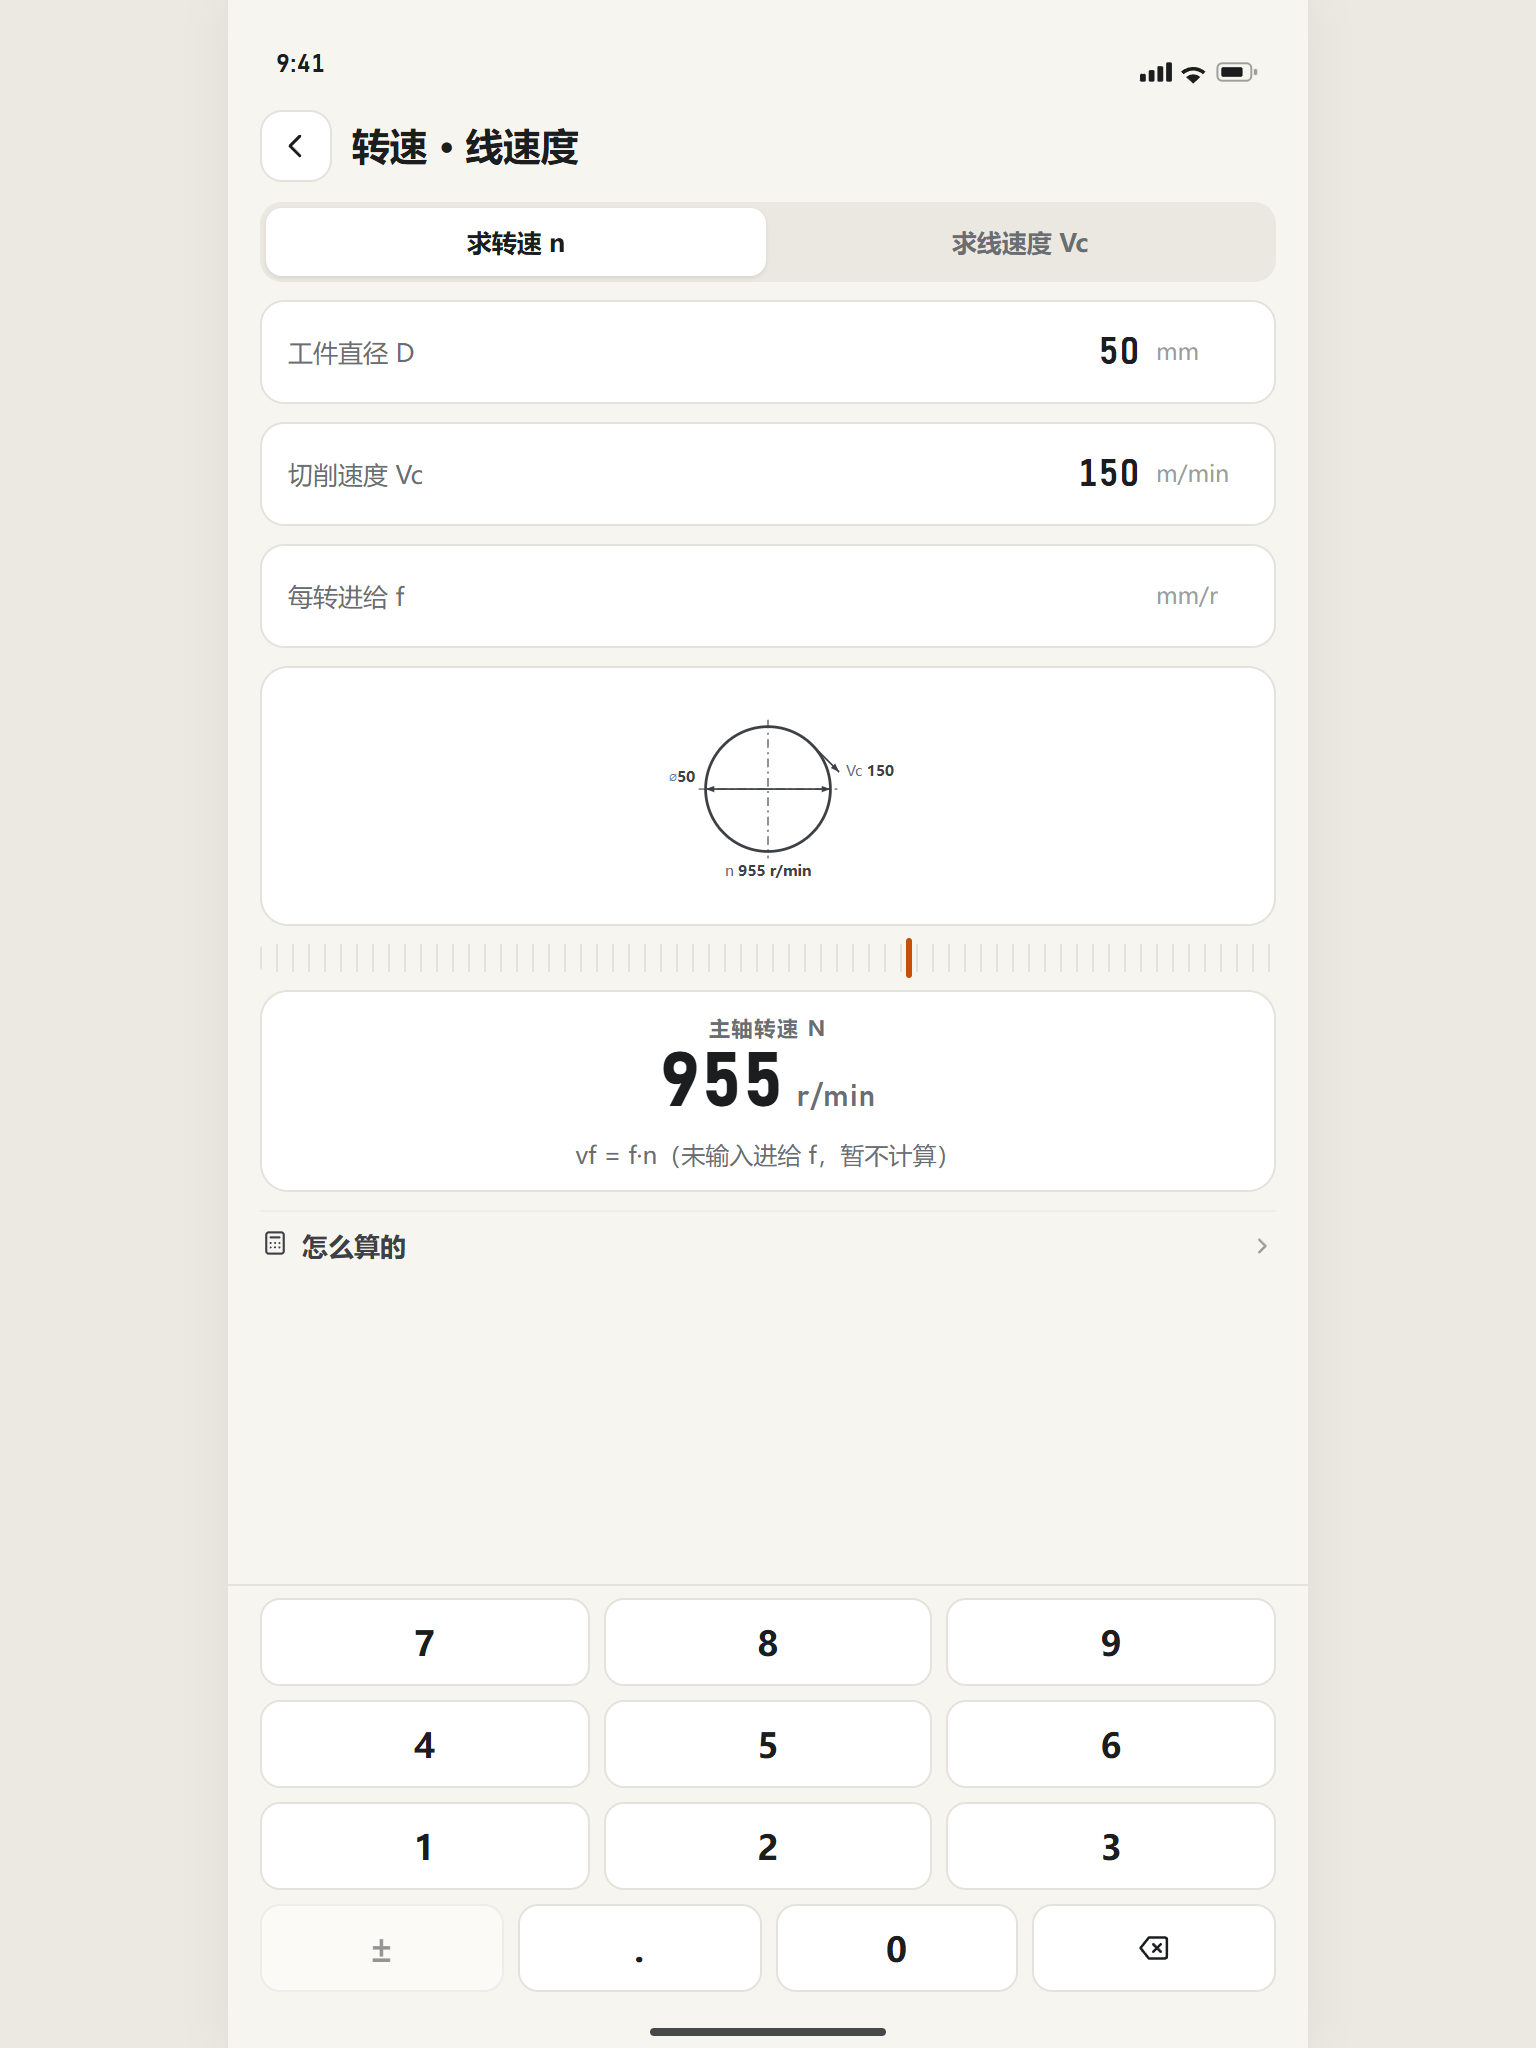 9:41
转速・线速度
求转速 n
求线速度 Vc
工件直径 D 50 mm
切削速度 Vc 150 m/min
每转进给 f mm/r
⌀50
Vc 150
n 955 r/min
主轴转速 N
955 r/min
vf = f·n（未输入进给 f，暂不计算）
怎么算的
7 8 9
4 5 6
1 2 3
± . 0